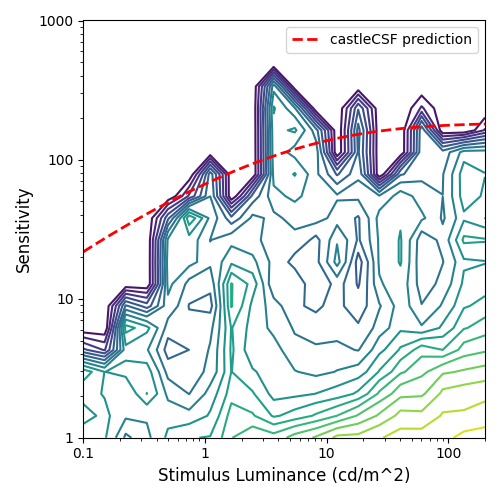 1000
castleCSF prediction
100
10
1
Sensitivity
0.1 1 10 100
Stimulus Luminance (cd/m^2)